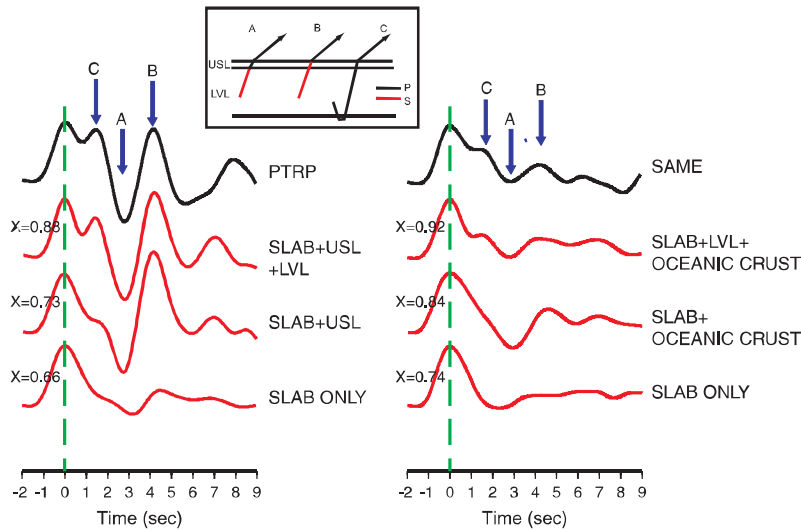 A B C
USL
LVL
P
S
C A B
PTRP
X=0.88
SLAB+USL
+LVL
X=0.73
SLAB+USL
X=0.66
SLAB ONLY
-2 -1 0 1 2 3 4 5 6 7 8 9
Time (sec)
C A B
SAME
X=0.92
SLAB+LVL+
OCEANIC CRUST
X=0.84
SLAB+
OCEANIC CRUST
X=0.74
SLAB ONLY
-2 -1 0 1 2 3 4 5 6 7 8 9
Time (sec)